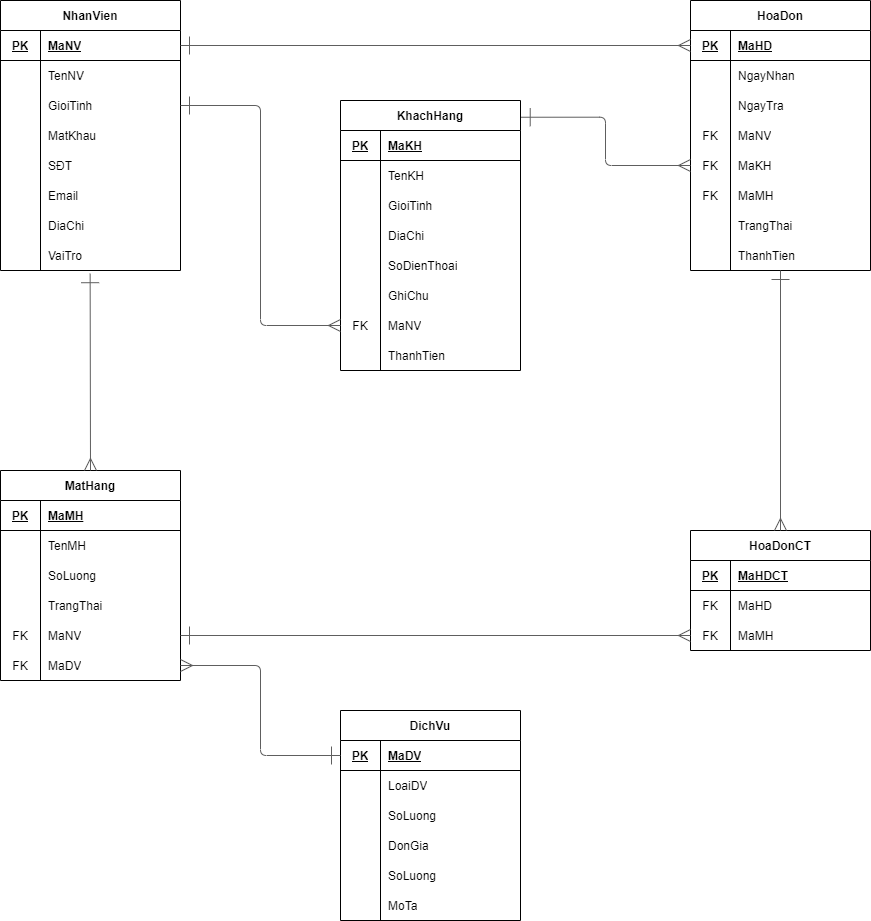 NhanVien
PK MaNV
TenNV
GioiTinh
MatKhau
SĐT
Email
DiaChi
VaiTro
KhachHang
PK MaKH
TenKH
GioiTinh
DiaChi
SoDienThoai
GhiChu
FK MaNV
ThanhTien
HoaDon
PK MaHD
NgayNhan
NgayTra
FK MaNV
FK MaKH
FK MaMH
TrangThai
ThanhTien
MatHang
PK MaMH
TenMH
SoLuong
TrangThai
FK MaNV
FK MaDV
HoaDonCT
PK MaHDCT
FK MaHD
FK MaMH
DichVu
PK MaDV
LoaiDV
SoLuong
DonGia
SoLuong
MoTa